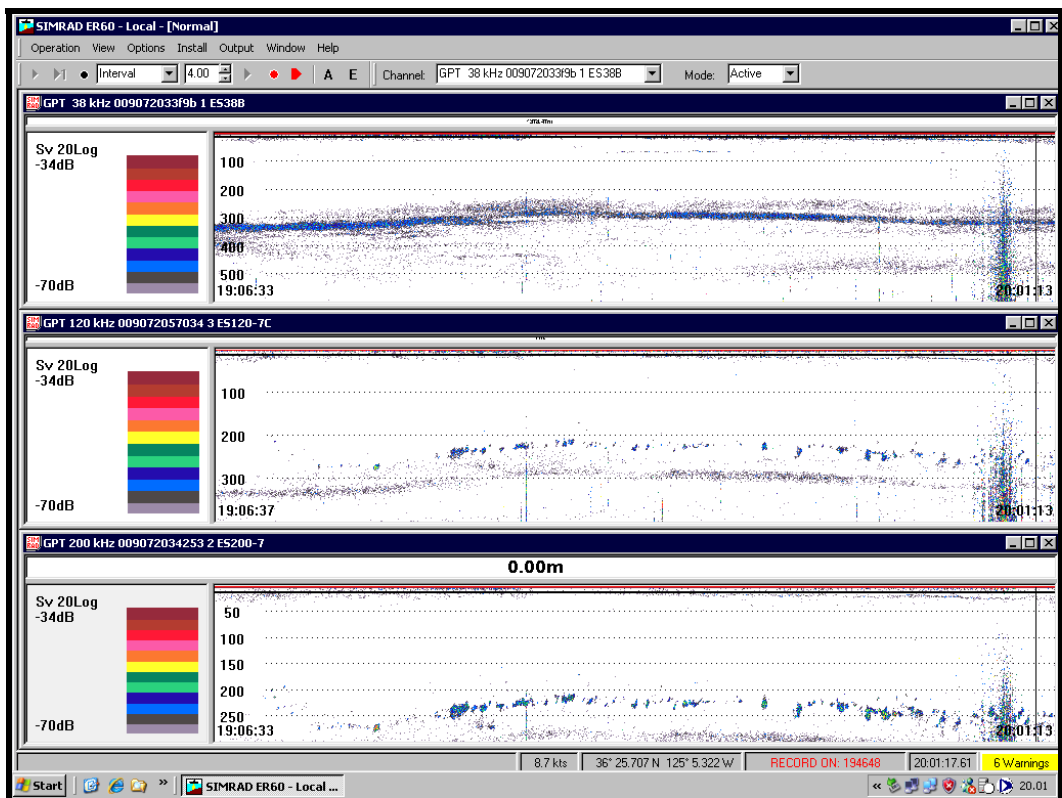 SIMRAD ER60 - Local - [Normal]
Operation View Options Install Output Window Help
Interval 4.00 A E Channel: GPT 38 kHz 009072033f9b 1 ES38B Mode: Active
GPT 38 kHz 009072033f9b 1 ES38B
Sv 20Log
-34dB
-70dB
100
200
300
400
500
19:06:33 20:01:13
GPT 120 kHz 009072057034 3 ES120-7C
Sv 20Log
-34dB
-70dB
100
200
300
19:06:37 20:01:13
GPT 200 kHz 009072034253 2 ES200-7
0.00m
Sv 20Log
-34dB
-70dB
50
100
150
200
250
19:06:33 20:01:13
8.7 kts 36° 25.707 N 125° 5.322 W RECORD ON: 194648 20:01:17.61 6 Warnings
Start » SIMRAD ER60 - Local ... « 20.01